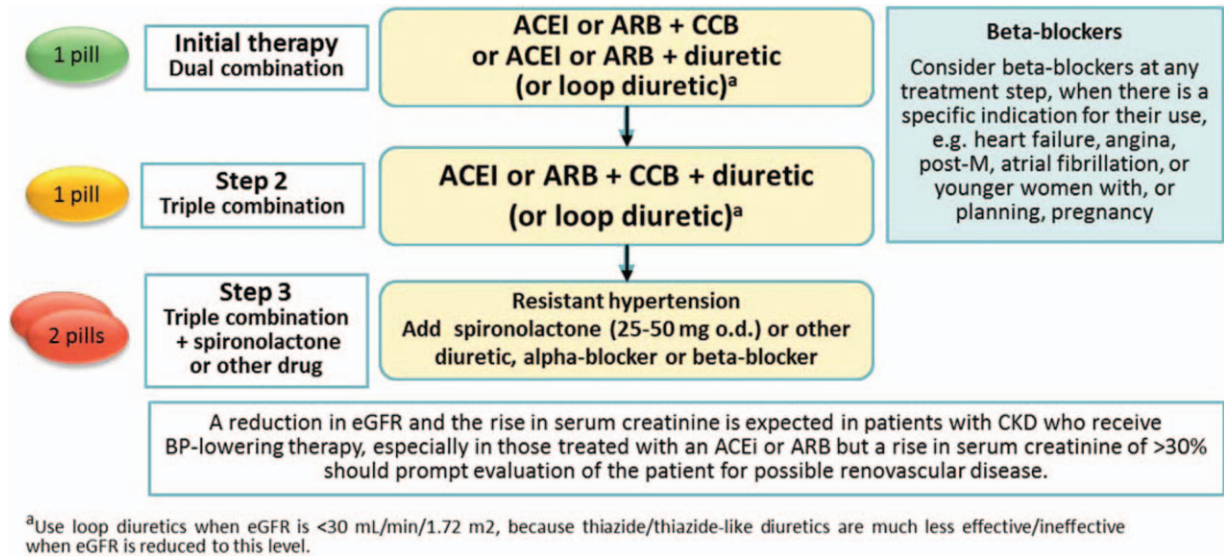 1 pill
Initial therapy
Dual combination
ACEI or ARB + CCB
or ACEI or ARB + diuretic
(or loop diuretic)a
Beta-blockers
Consider beta-blockers at any
treatment step, when there is a
specific indication for their use,
e.g. heart failure, angina,
post-M, atrial fibrillation, or
younger women with, or
planning, pregnancy
1 pill
Step 2
Triple combination
ACEI or ARB + CCB + diuretic
(or loop diuretic)a
2 pills
Step 3
Triple combination
+ spironolactone
or other drug
Resistant hypertension
Add spironolactone (25-50 mg o.d.) or other
diuretic, alpha-blocker or beta-blocker
A reduction in eGFR and the rise in serum creatinine is expected in patients with CKD who receive
BP-lowering therapy, especially in those treated with an ACEi or ARB but a rise in serum creatinine of >30%
should prompt evaluation of the patient for possible renovascular disease.
aUse loop diuretics when eGFR is <30 mL/min/1.72 m2, because thiazide/thiazide-like diuretics are much less effective/ineffective
when eGFR is reduced to this level.